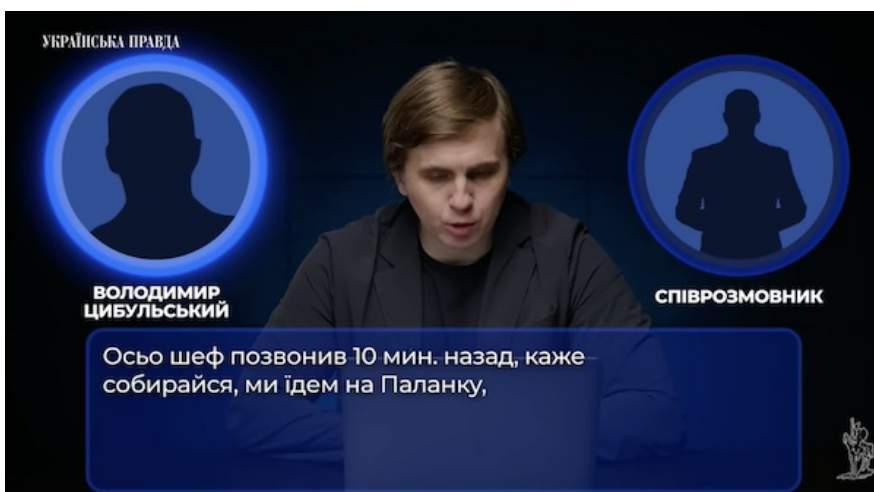 УКРАЇНСЬКА ПРАВДА
ВОЛОДИМИР
ЦИБУЛЬСЬКИЙ
СПІВРОЗМОВНИК
Осьо шеф позвонив 10 мин. назад, каже
собирайся, ми їдем на Паланку,